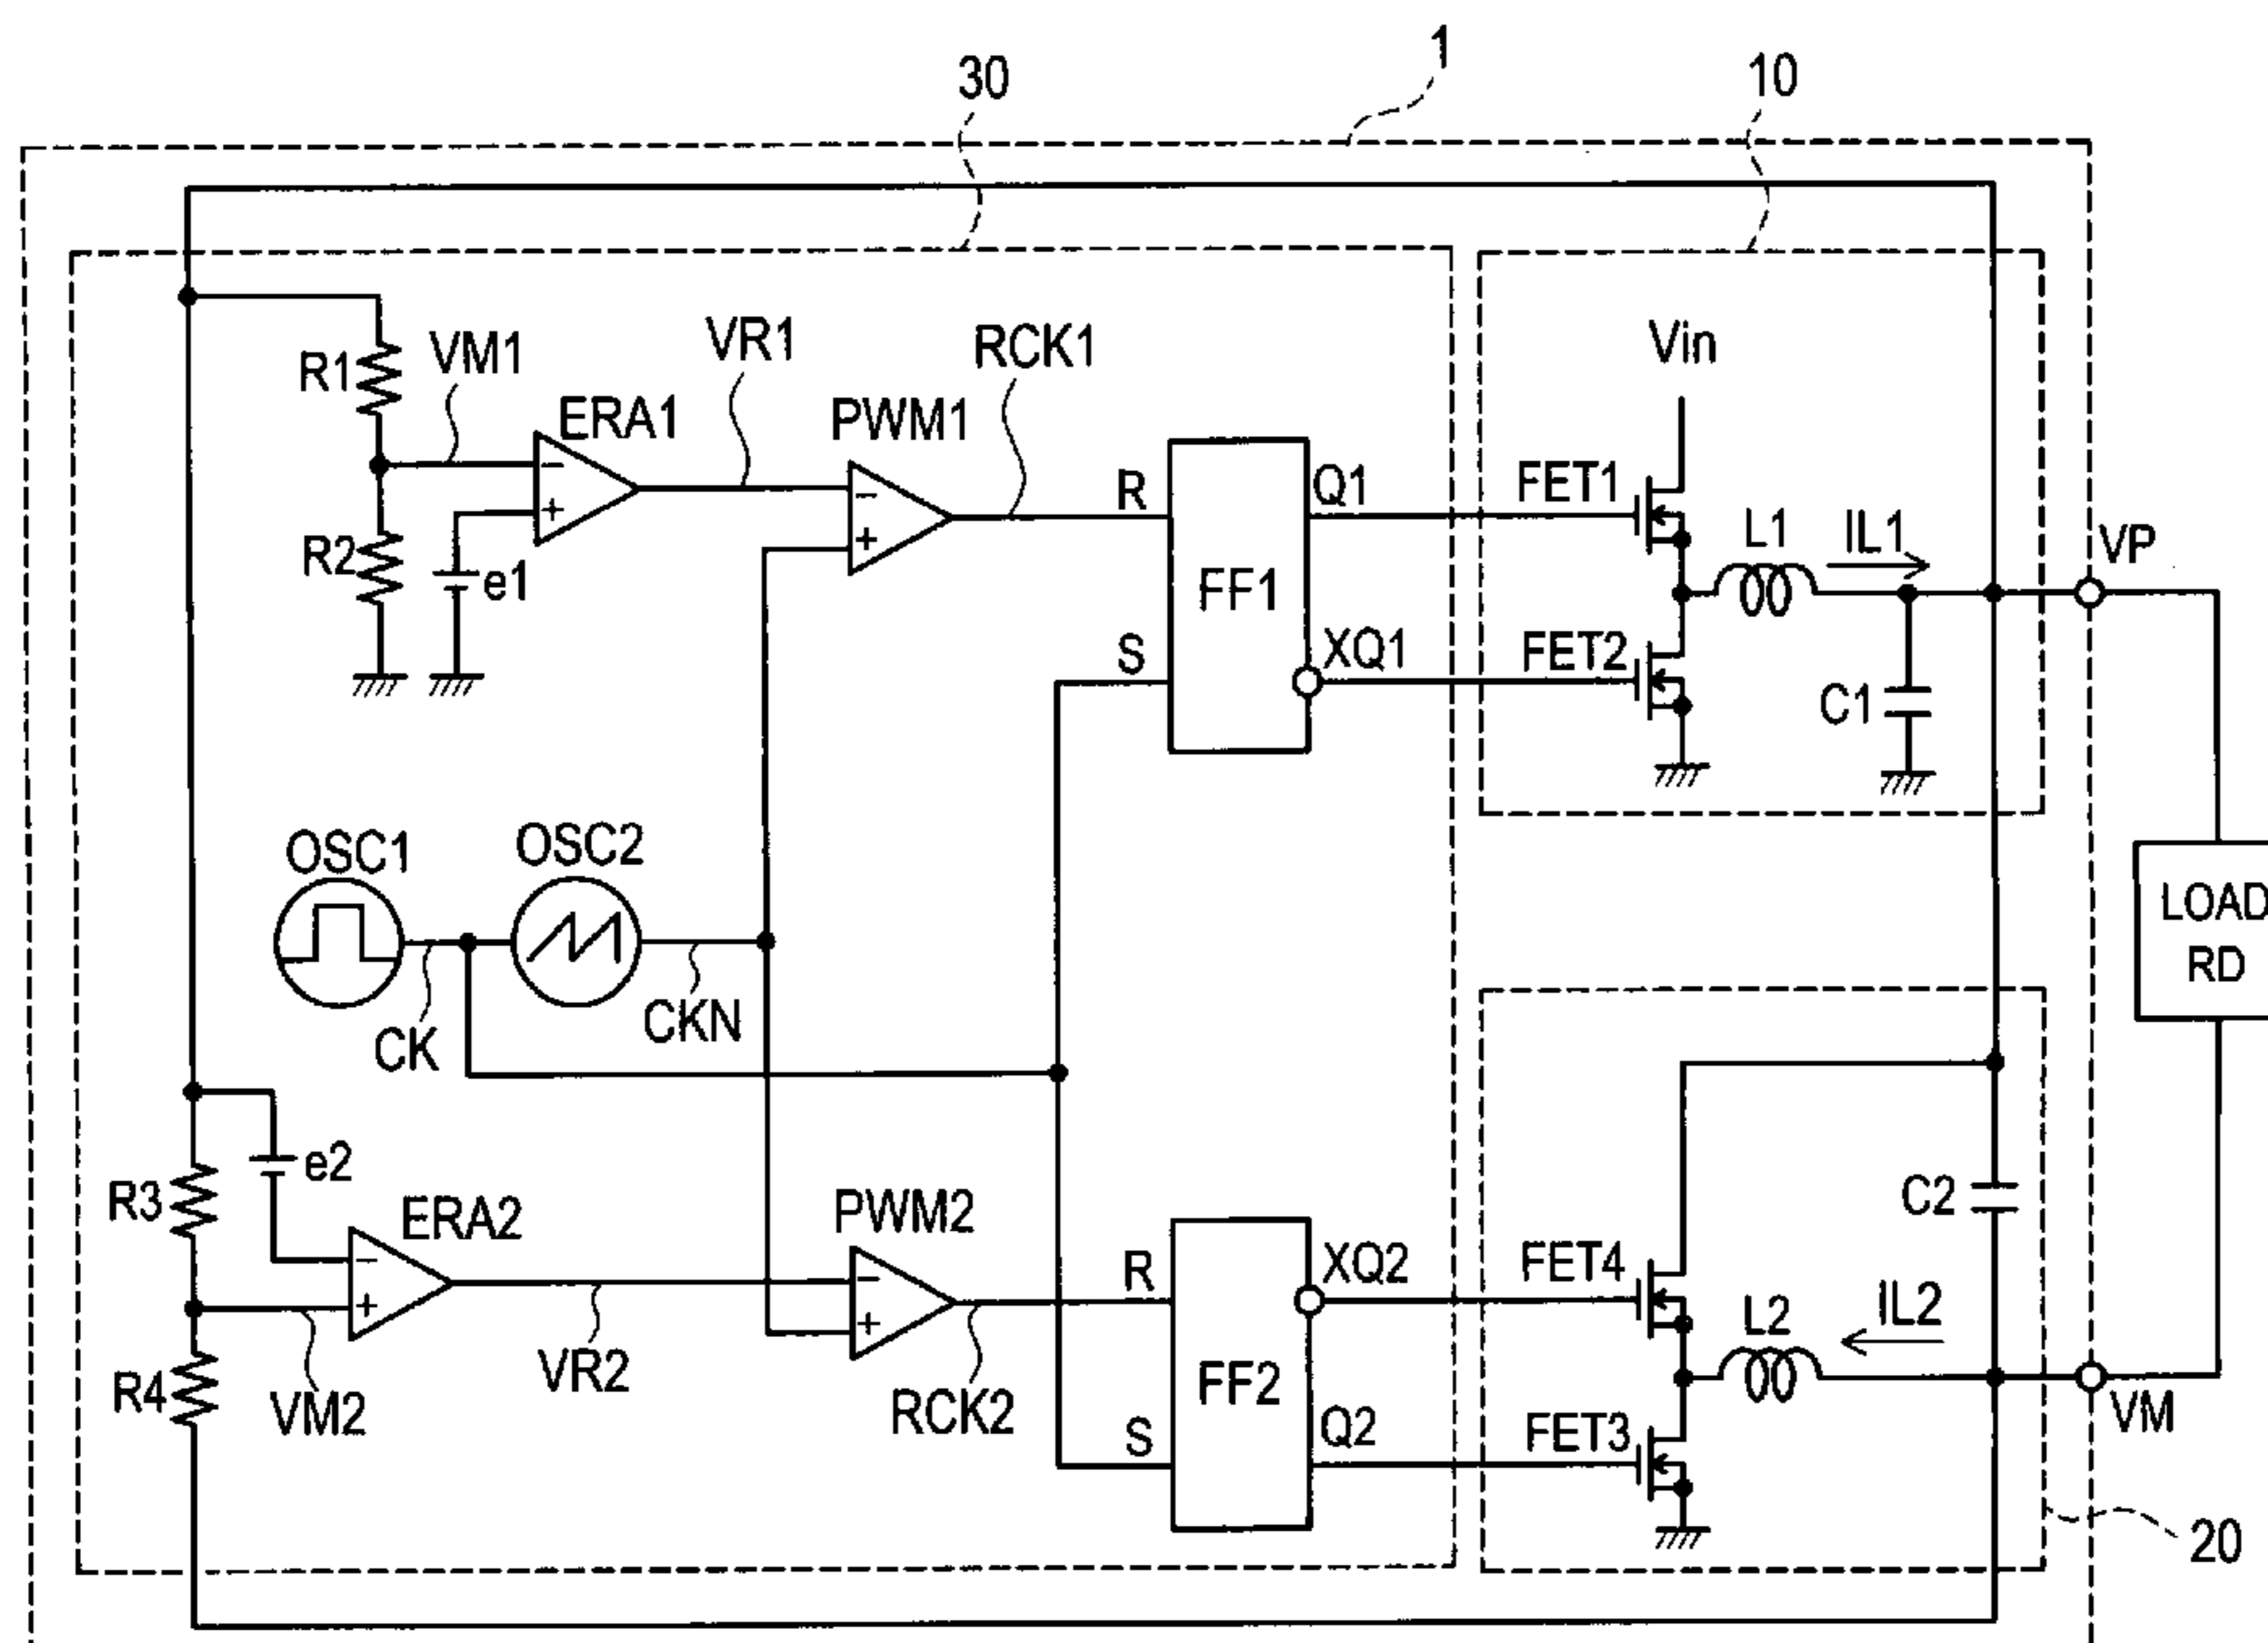 1
30
10
Vin
R1
VM1
ERA1
VR1
PWM1
RCK1
R2
e1
R
S
FF1
Q1
XQ1
FET1
FET2
L1
IL1
C1
VP
OSC1
OSC2
CK
CKN
LOAD
RD
R3
e2
ERA2
PWM2
R4
VM2
VR2
RCK2
R
S
FF2
XQ2
Q2
FET4
FET3
L2
IL2
C2
VM
20